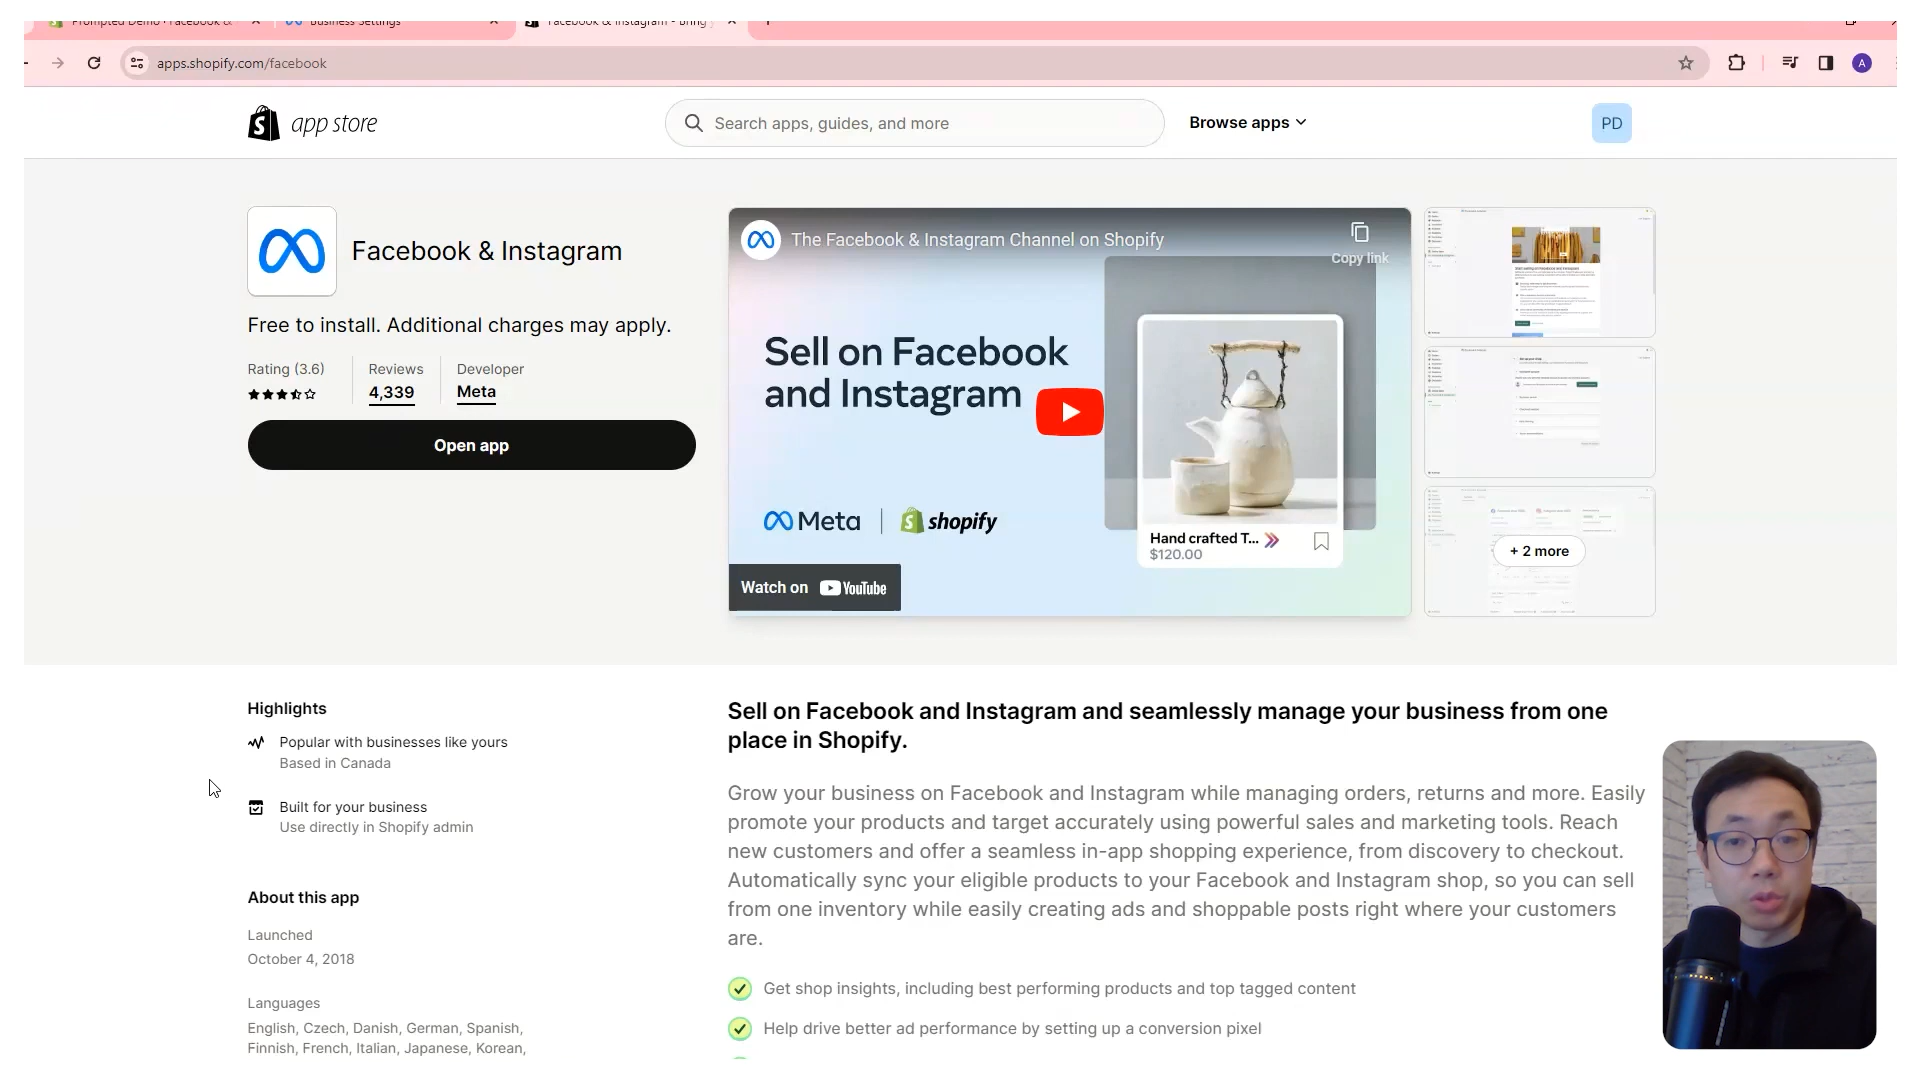 Prompted Demo · Facebook &
Business Settings
Facebook & Instagram - Bring
apps.shopify.com/facebook
A
app store
Search apps, guides, and more
Browse apps
PD
Facebook & Instagram
Free to install. Additional charges may apply.
Rating (3.6)
Reviews
4,339
Developer
Meta
Open app
The Facebook & Instagram Channel on Shopify
Copy link
Sell on Facebook
and Instagram
Meta
shopify
Hand crafted T...
$120.00
Watch on YouTube
+ 2 more
Highlights
Popular with businesses like yours
Based in Canada
Built for your business
Use directly in Shopify admin
About this app
Launched
October 4, 2018
Languages
English, Czech, Danish, German, Spanish,
Finnish, French, Italian, Japanese, Korean,
Sell on Facebook and Instagram and seamlessly manage your business from one
place in Shopify.
Grow your business on Facebook and Instagram while managing orders, returns and more. Easily
promote your products and target accurately using powerful sales and marketing tools. Reach
new customers and offer a seamless in-app shopping experience, from discovery to checkout.
Automatically sync your eligible products to your Facebook and Instagram shop, so you can sell
from one inventory while easily creating ads and shoppable posts right where your customers
are.
Get shop insights, including best performing products and top tagged content
Help drive better ad performance by setting up a conversion pixel